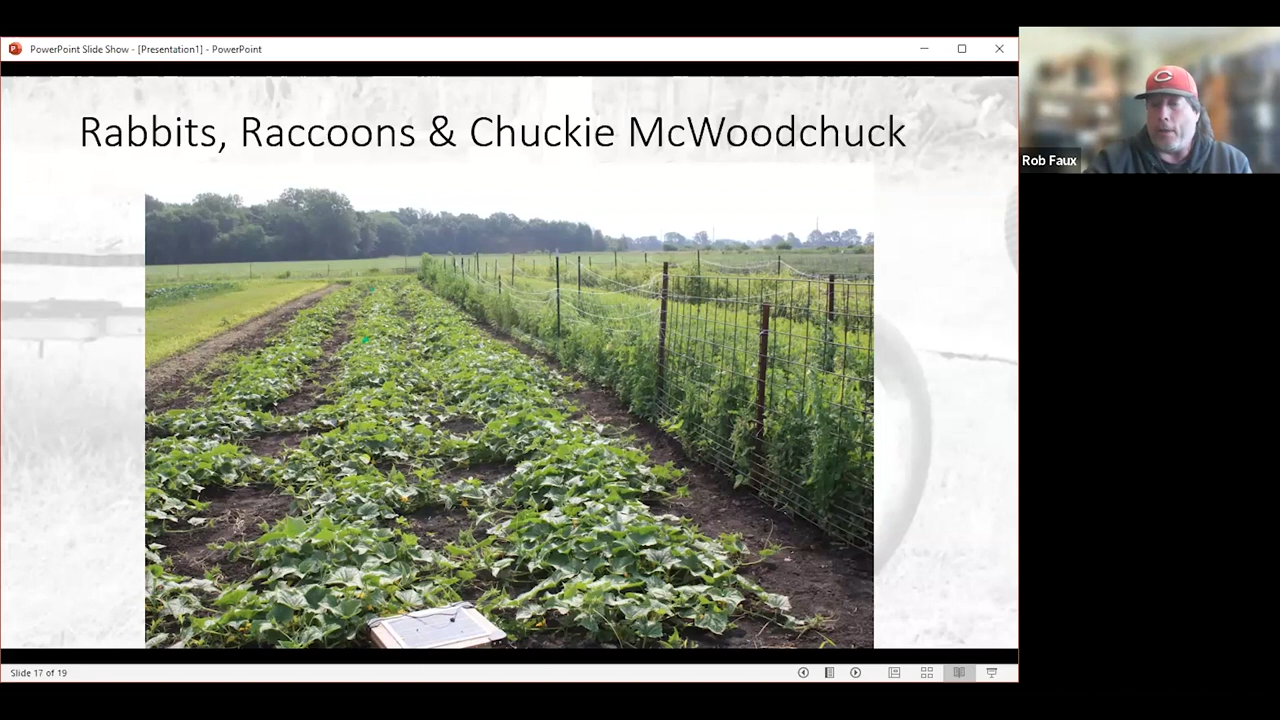 PowerPoint Slide Show - [Presentation1] - PowerPoint
Rabbits, Raccoons & Chuckie McWoodchuck
C
Rob Faux
Slide 17 of 19